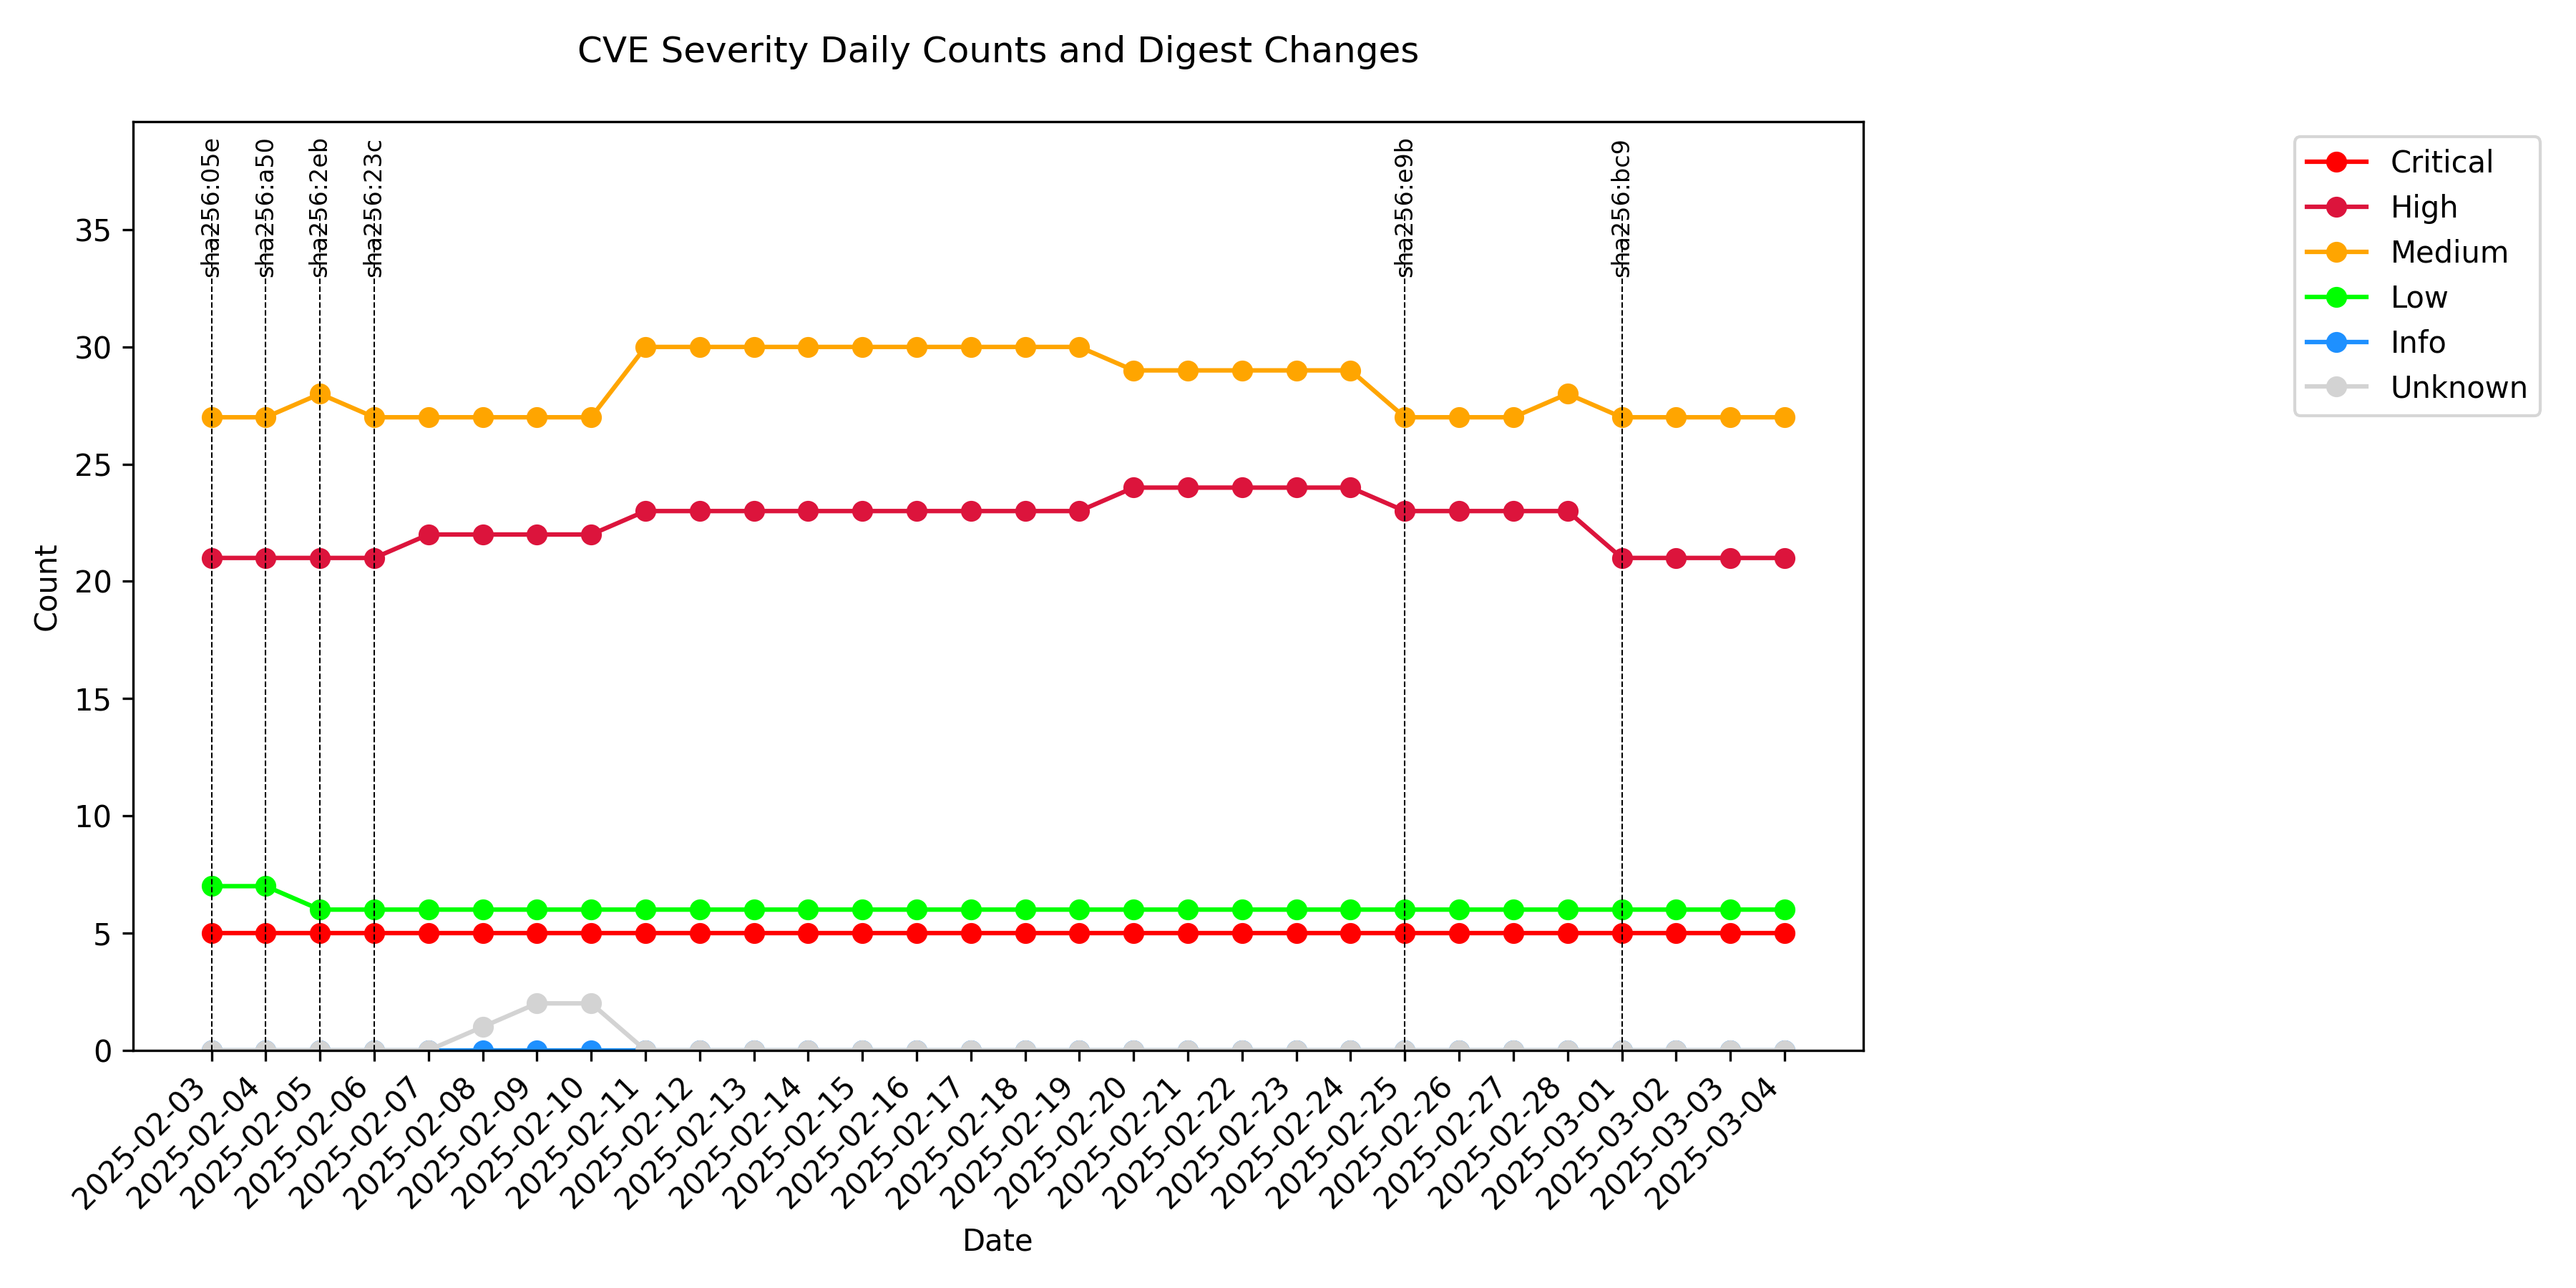 CVE Severity Daily Counts and Digest Changes
sha256:05e
sha256:a50
sha256:2eb
sha256:23c
sha256:e9b
sha256:bc9
Critical
High
Medium
Low
Info
Unknown
Count
35
30
25
20
15
10
5
0
2025-02-03
2025-02-04
2025-02-05
2025-02-06
2025-02-07
2025-02-08
2025-02-09
2025-02-10
2025-02-11
2025-02-12
2025-02-13
2025-02-14
2025-02-15
2025-02-16
2025-02-17
2025-02-18
2025-02-19
2025-02-20
2025-02-21
2025-02-22
2025-02-23
2025-02-24
2025-02-25
2025-02-26
2025-02-27
2025-02-28
2025-03-01
2025-03-02
2025-03-03
2025-03-04
Date